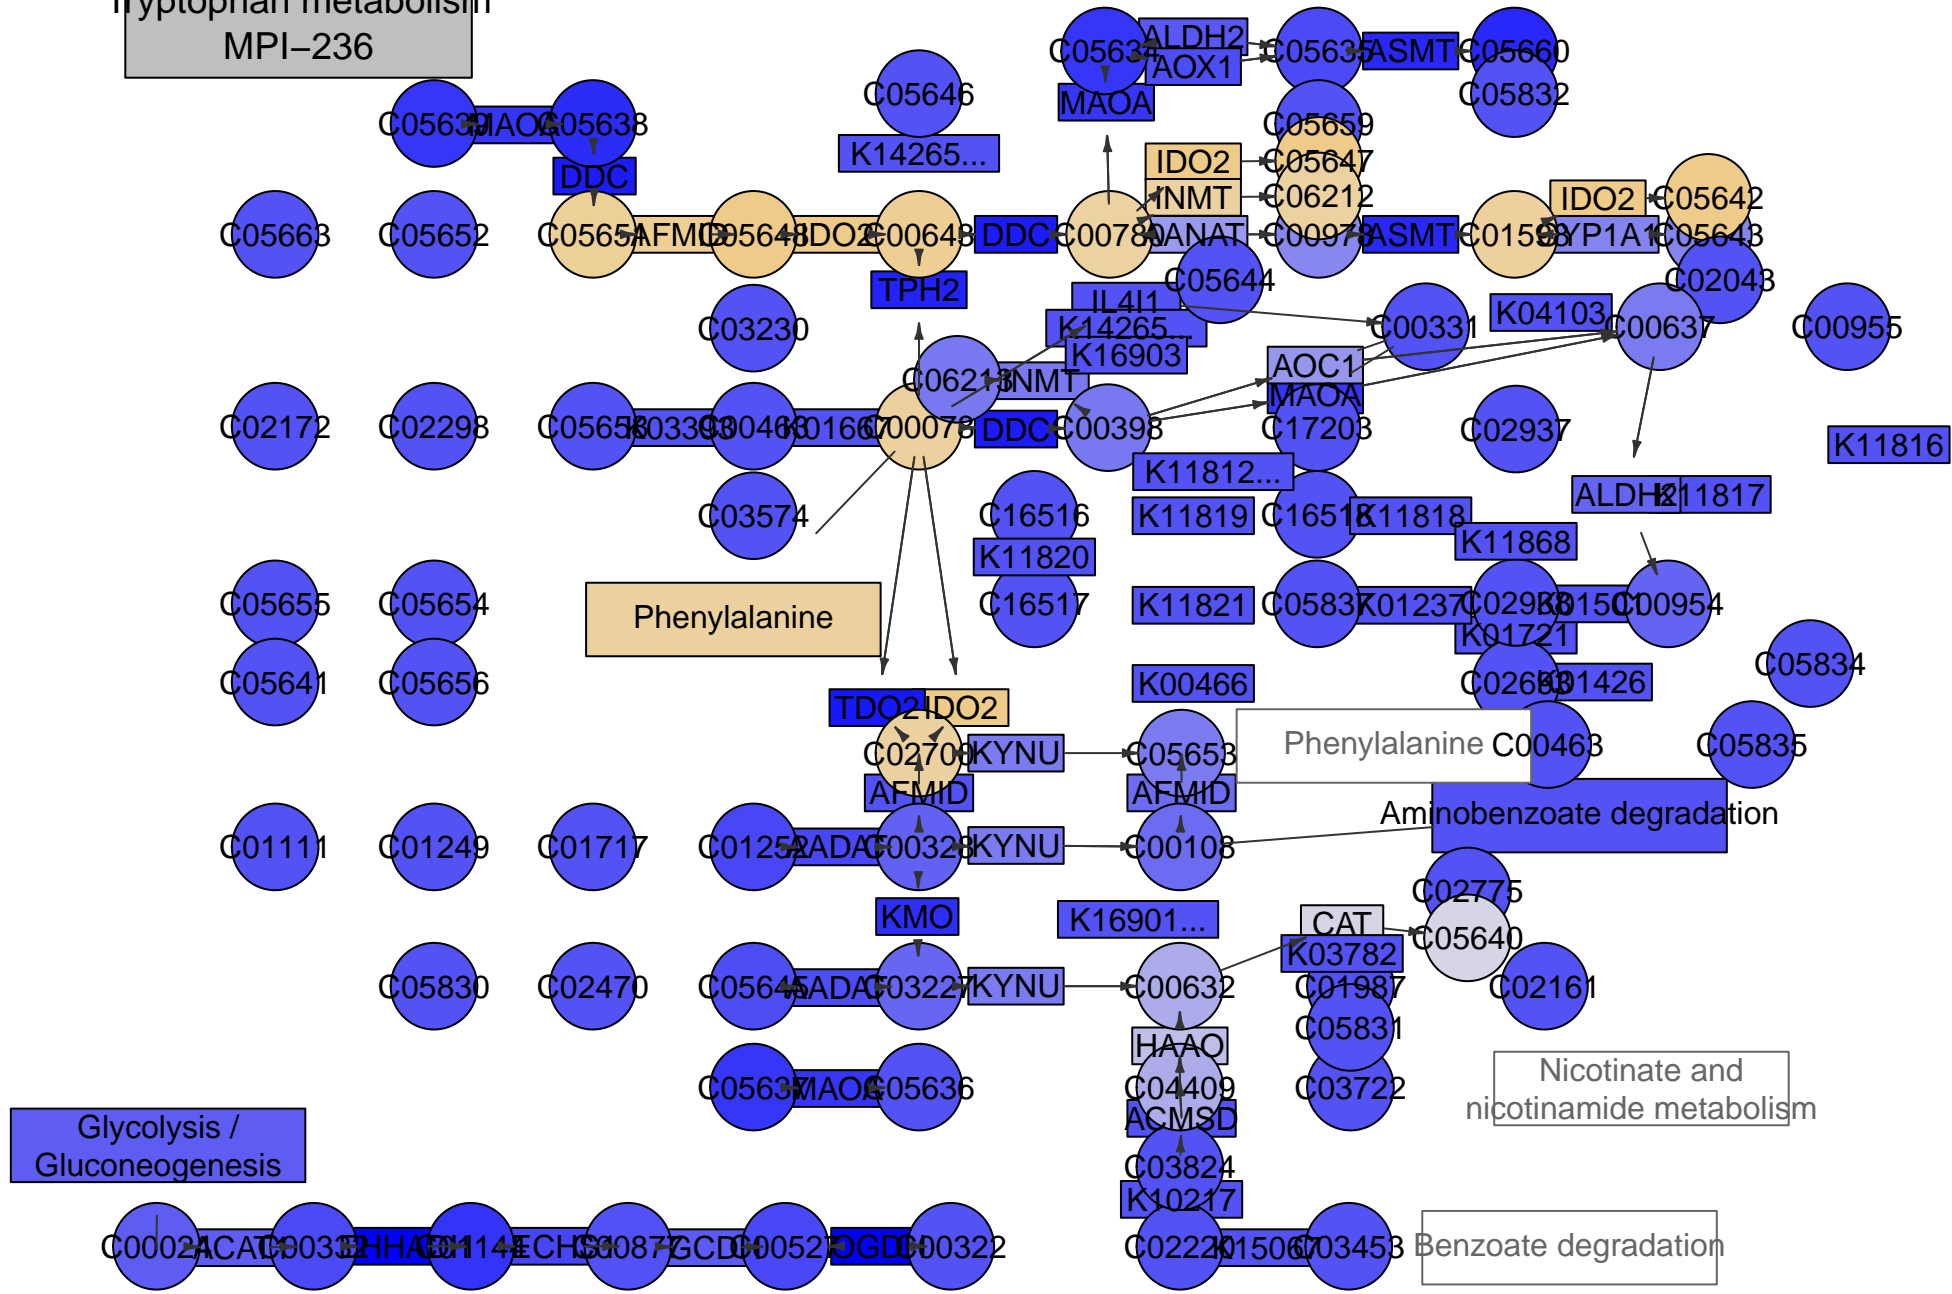 Tryptophan metabolism
MPI−236
C05634
ALDH2
AOX1
C05635
ASMT
C05660
C05832
C05646
MAOA
C05639
MAOA
C05638
K14265...
C05659
DDC
IDO2
C05647
INMT
C06212
IDO2
C05642
C05663
C05652
AFMID
C05648
IDO2
C00643
DDC
C00780
AANAT
C00978
ASMT
C01598
CYP1A1
C05643
C05644
C02043
TPH2
IL4I1
K14265...
K16903
C03230
C00331
K04103
C00637
C00955
C06213
INMT
AOC1
MAOA
C02172
C02298
K03393
C00463
K01667
C00078
DDC
C00398
C17203
C02937
K11816
K11812...
ALDH2
K11817
C03574
C16516
K11819
C16518
K11818
K11868
K11820
C05655
C05654
Phenylalanine
C16517
K11821
C05837
K01237
C02938
K01501
C00954
K01721
C05641
C05656
K00466
C02693
K01426
C05834
TDO2
IDO2
C02700
KYNU
C05653
Phenylalanine
C00463
C05835
AFMID
AFMID
Aminobenzoate degradation
C01111
C01249
C01717
C01252
AADAT
C00328
KYNU
C00108
C02775
KMO
K16901...
CAT
C05640
K03782
C05830
C02470
C05645
AADAT
C03227
KYNU
C00632
C01987
C02161
C05831
HAAO
C05637
MAOA
C05636
C04409
C03722
Nicotinate and
nicotinamide metabolism
ACMSD
Glycolysis /
Gluconeogenesis
C03824
K10217
C00024
ACAT1
C00332
EHHADH
C01144
ECHS1
C00877
GCDH
C00527
OGDH
C00322
C02220
K15067
C03453
Benzoate degradation